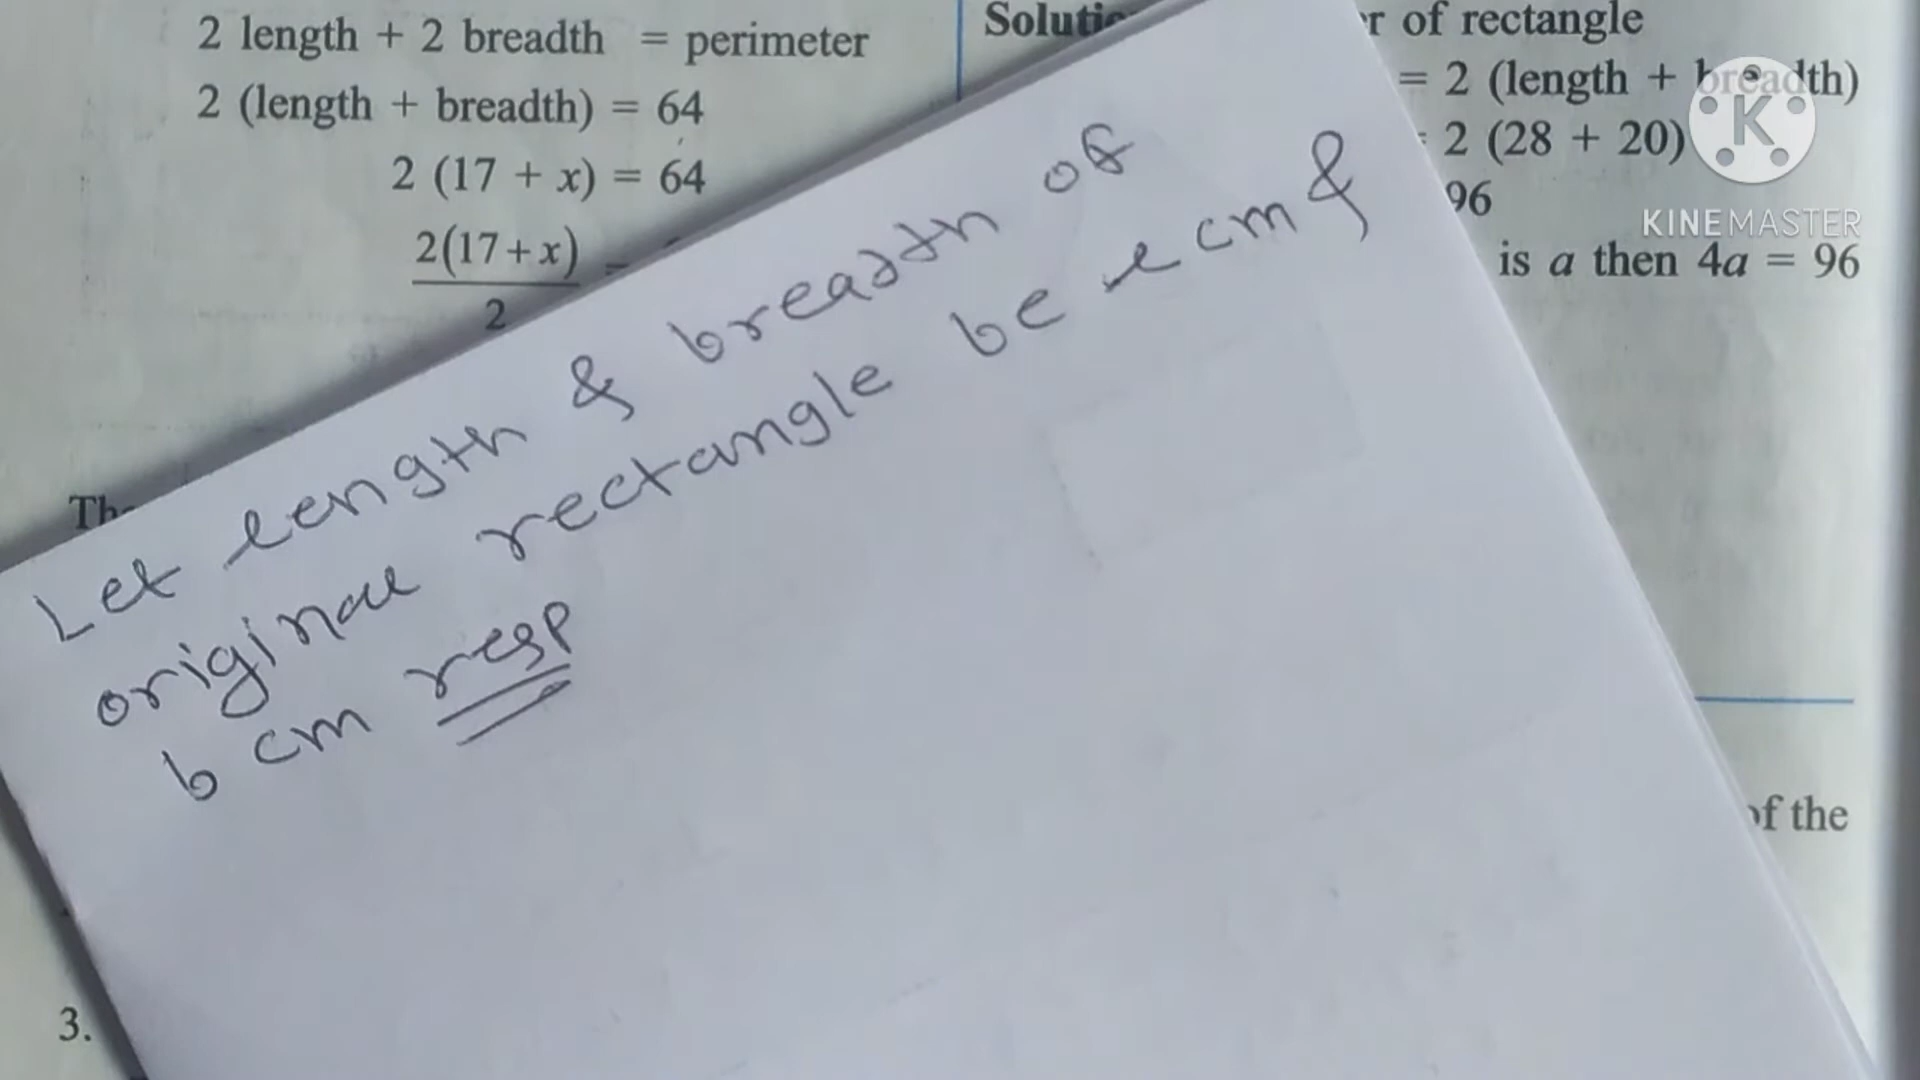 2 length + 2 breadth = perimeter
2 (length + breadth) = 64
2 (17 + x) = 64
2(17+x)
2
=
Let length & breadth of
original rectangle be l cm &
b cm resp
3.
of rectangle
= 2 (length + breadth)
2 (28 + 20)
96
is a then 4a = 96
of the
KINEMASTER